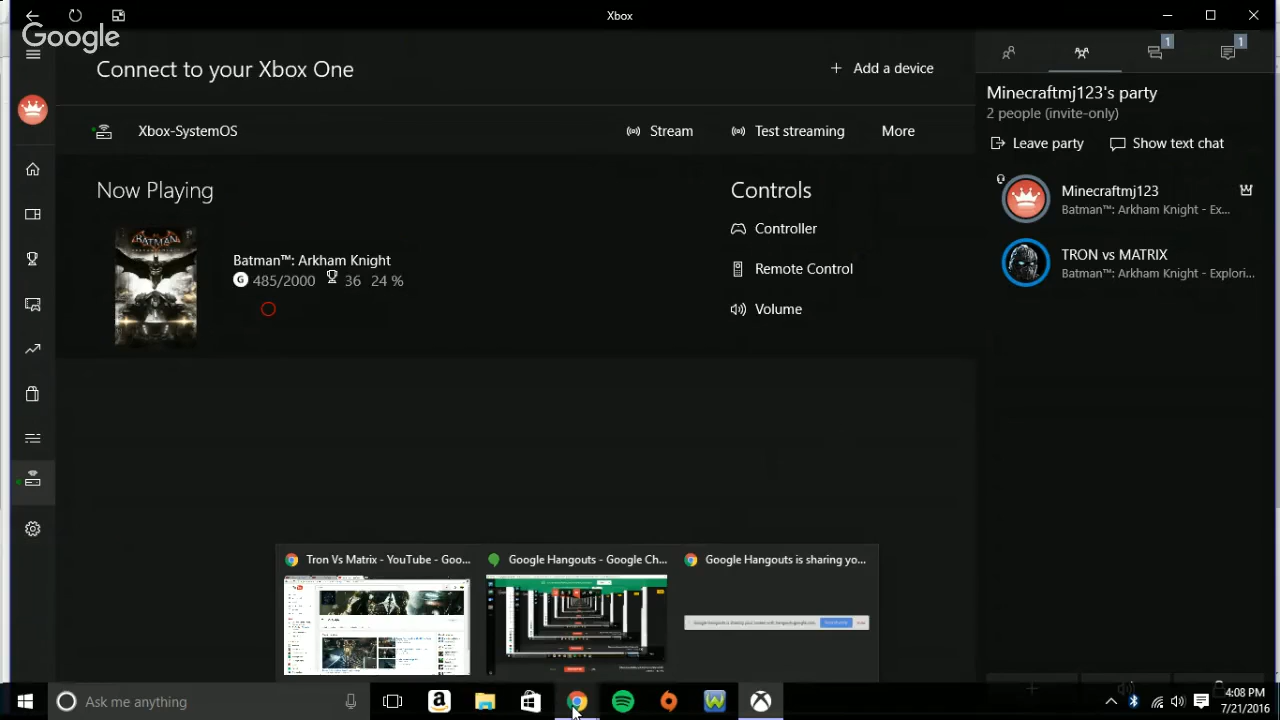 Xbox
Google
Connect to your Xbox One
Add a device
Xbox-SystemOS
Stream
Test streaming
More
Now Playing
BATMAN
Batman™: Arkham Knight
G 485/2000 36 24 %
Controls
Controller
Remote Control
Volume
1
1
Minecraftmj123's party
2 people (invite-only)
Leave party
Show text chat
Minecraftmj123
Batman™: Arkham Knight - Ex...
TRON vs MATRIX
Batman™: Arkham Knight - Explori...
Tron Vs Matrix - YouTube - Goo...
Google Hangouts - Google Ch...
Google Hangouts is sharing yo...
Ask me anything
4:08 PM
7/21/2016